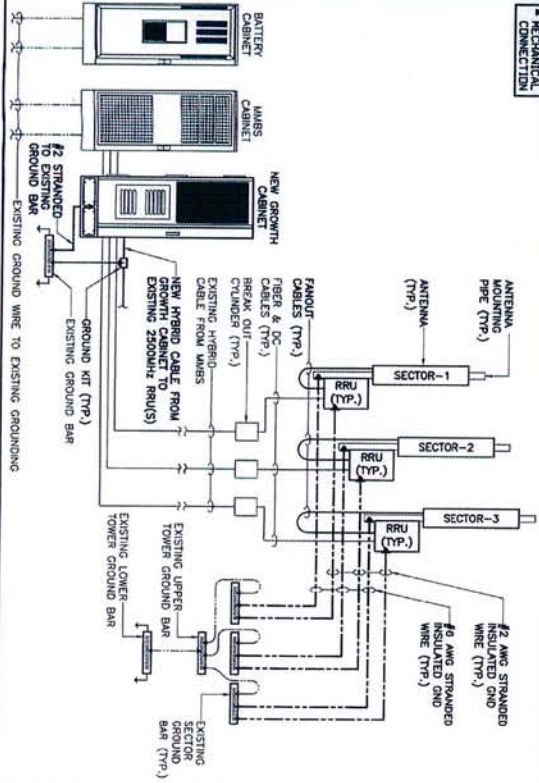 = MECHANICAL
CONNECTION
BATTERY
CABINET
MMBS
CABINET
NEW GROWTH
CABINET
#2 STRANDED
TO EXISTING
GROUND BAR
EXISTING GROUND WIRE TO EXISTING GROUNDING
EXISTING GROUND BAR
GROUND KIT (TYP.)
NEW HYBRID CABLE FROM
GROWTH CABINET TO
EXISTING 2500MHz RRU(S)
EXISTING HYBRID
CABLE FROM MMBS
BREAK OUT
CYLINDER (TYP.)
FIBER & DC
CABLES (TYP.)
FANOUT
CABLES (TYP.)
ANTENNA
(TYP.)
ANTENNA
MOUNTING
PIPE (TYP.)
SECTOR-1
RRU
(TYP.)
SECTOR-2
RRU
(TYP.)
SECTOR-3
RRU
(TYP.)
#2 AWG STRANDED
INSULATED GND
WIRE (TYP.)
#6 AWG STRANDED
INSULATED GND
WIRE (TYP.)
EXISTING UPPER
TOWER GROUND BAR
EXISTING LOWER
TOWER GROUND BAR
EXISTING
SECTOR
GROUND
BAR (TYP.)